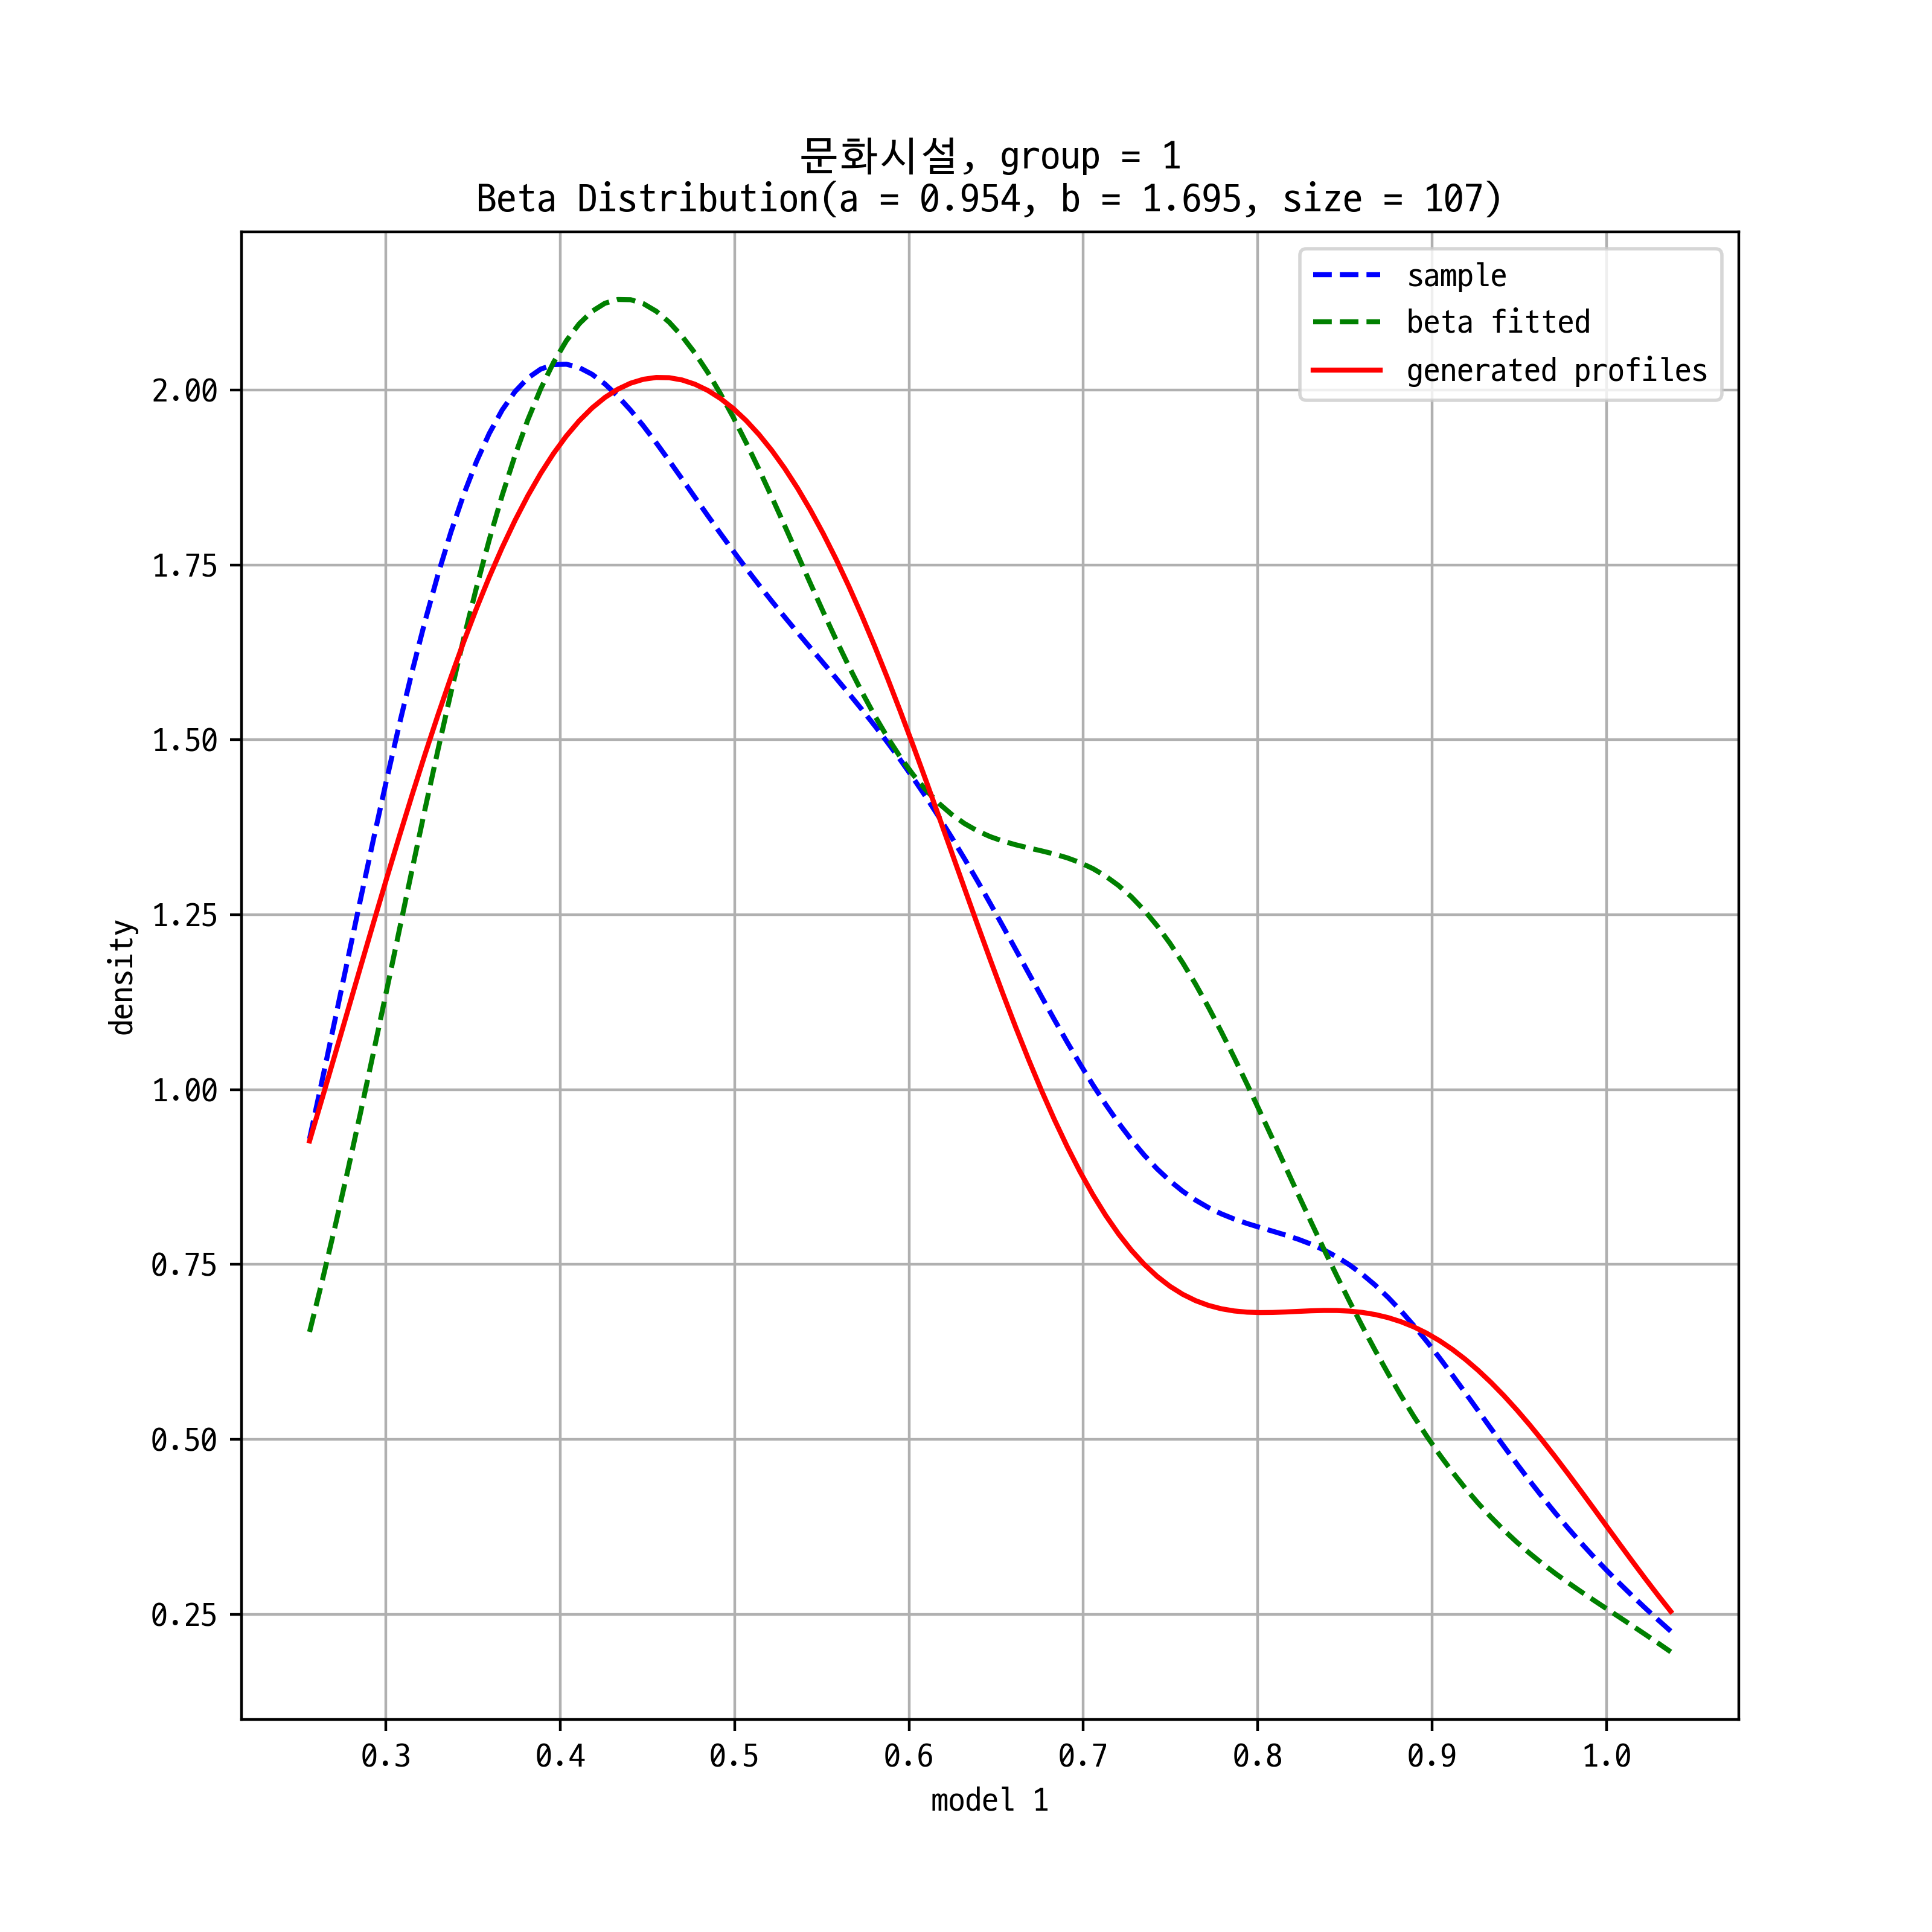 문화시설, group = 1
Beta Distribution(a = 0.954, b = 1.695, size = 107)
sample
beta fitted
generated profiles
density
2.00
1.75
1.50
1.25
1.00
0.75
0.50
0.25
0.3 0.4 0.5 0.6 0.7 0.8 0.9 1.0
model 1